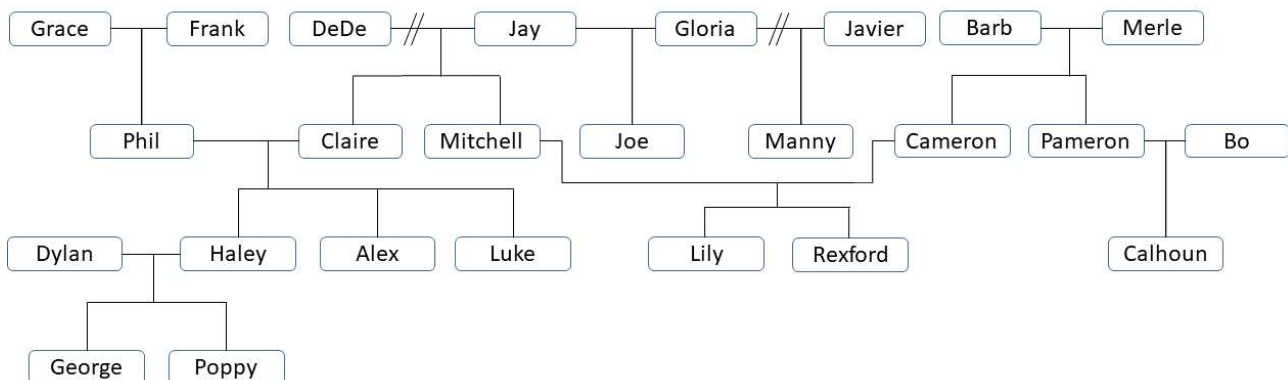 Grace Frank DeDe Jay Gloria Javier Barb Merle
Phil Claire Mitchell Joe Manny Cameron Pameron Bo
Dylan Haley Alex Luke Lily Rexford Calhoun
George Poppy